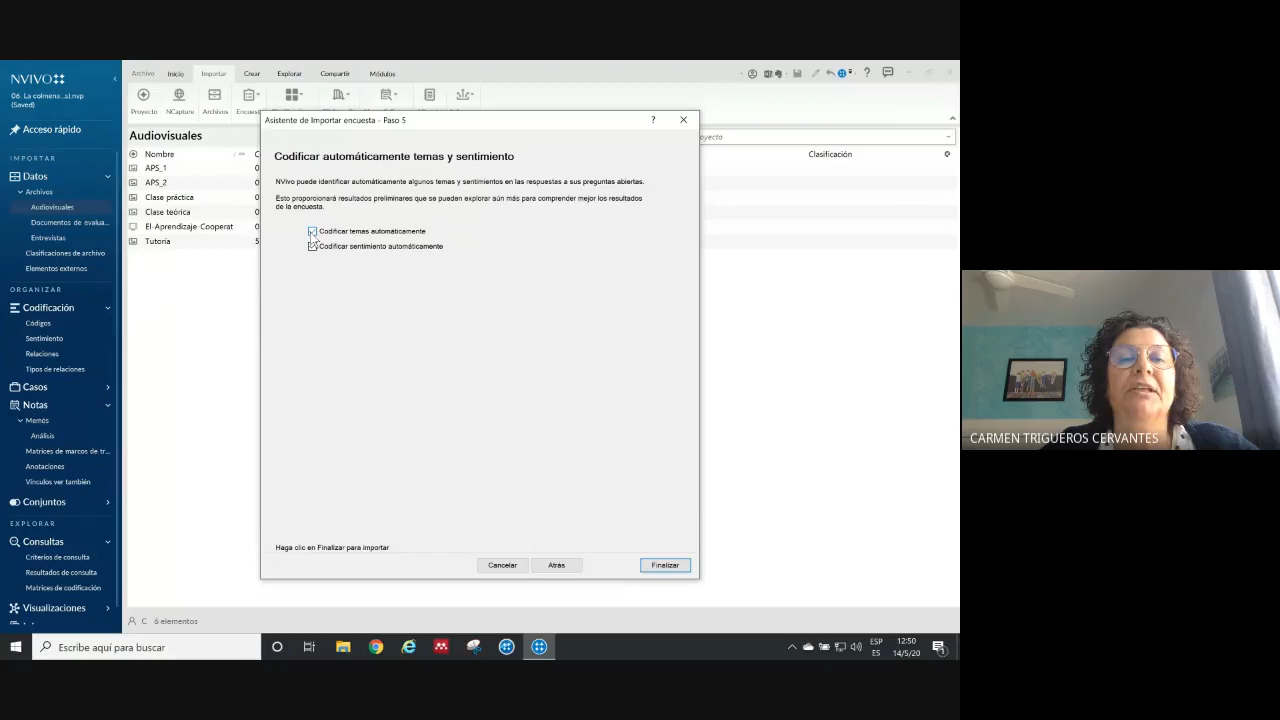 NVIVO
06. La colmena...s).nvp
(Saved)
Acceso rápido
IMPORTAR
Datos
Archivos
Audiovisuales
Documentos de evalua...
Entrevistas
Clasificaciones de archivo
Elementos externos
ORGANIZAR
Codificación
Códigos
Sentimiento
Relaciones
Tipos de relaciones
Casos
Notas
Memos
Análisis
Matrices de marcos de tr...
Anotaciones
Vínculos ver también
Conjuntos
EXPLORAR
Consultas
Criterios de consulta
Resultados de consulta
Matrices de codificación
Visualizaciones
Archivo Inicio Importar Crear Explorar Compartir Módulos
Proyecto NCapture Archivos
Audiovisuales
Nombre
APS_1 0
APS_2 0
Clase práctica 0
Clase teórica 0
El-Aprendizaje-Cooperat 0
Tutoría 5
Clasificación
Asistente de Importar encuesta - Paso 5
Codificar automáticamente temas y sentimiento
NVivo puede identificar automáticamente algunos temas y sentimientos en las respuestas a sus preguntas abiertas.
Esto proporcionará resultados preliminares que se pueden explorar aún más para comprender mejor los resultados
de la encuesta.
Codificar temas automáticamente
Codificar sentimiento automáticamente
Haga clic en Finalizar para importar
Cancelar Atrás Finalizar
C 6 elementos
Escribe aquí para buscar
ESP
ES
12:50
14/5/20
CARMEN TRIGUEROS CERVANTES